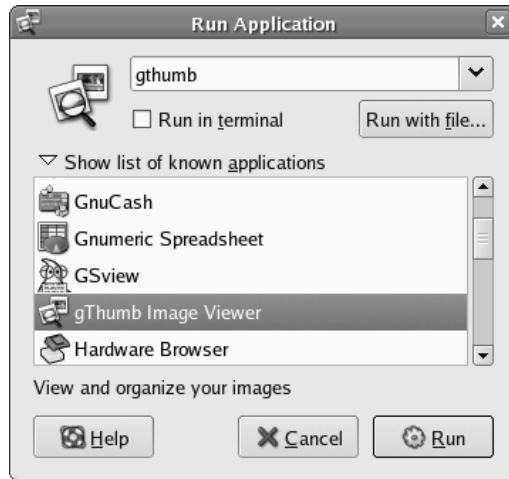 Run Application
gthumb
Run in terminal
Run with file...
Show list of known applications
GnuCash
Gnumeric Spreadsheet
GSview
gThumb Image Viewer
Hardware Browser
View and organize your images
Help
Cancel
Run